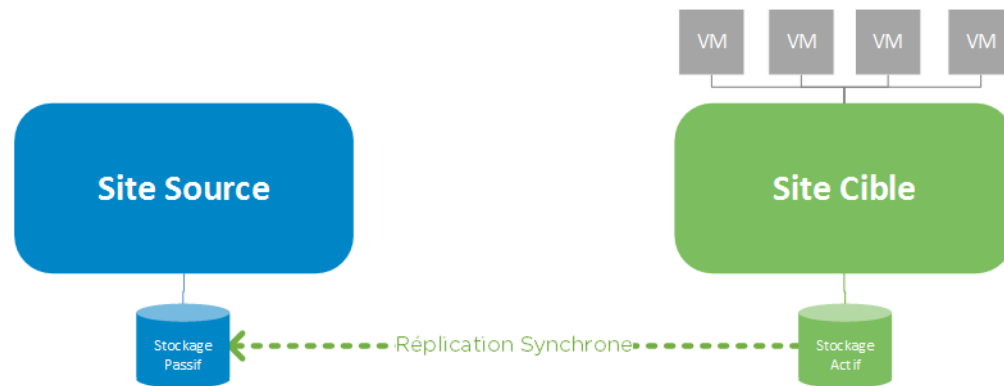 VM VM VM VM
Site Source
Site Cible
Stockage
Passif
Réplication Synchrone
Stockage
Actif